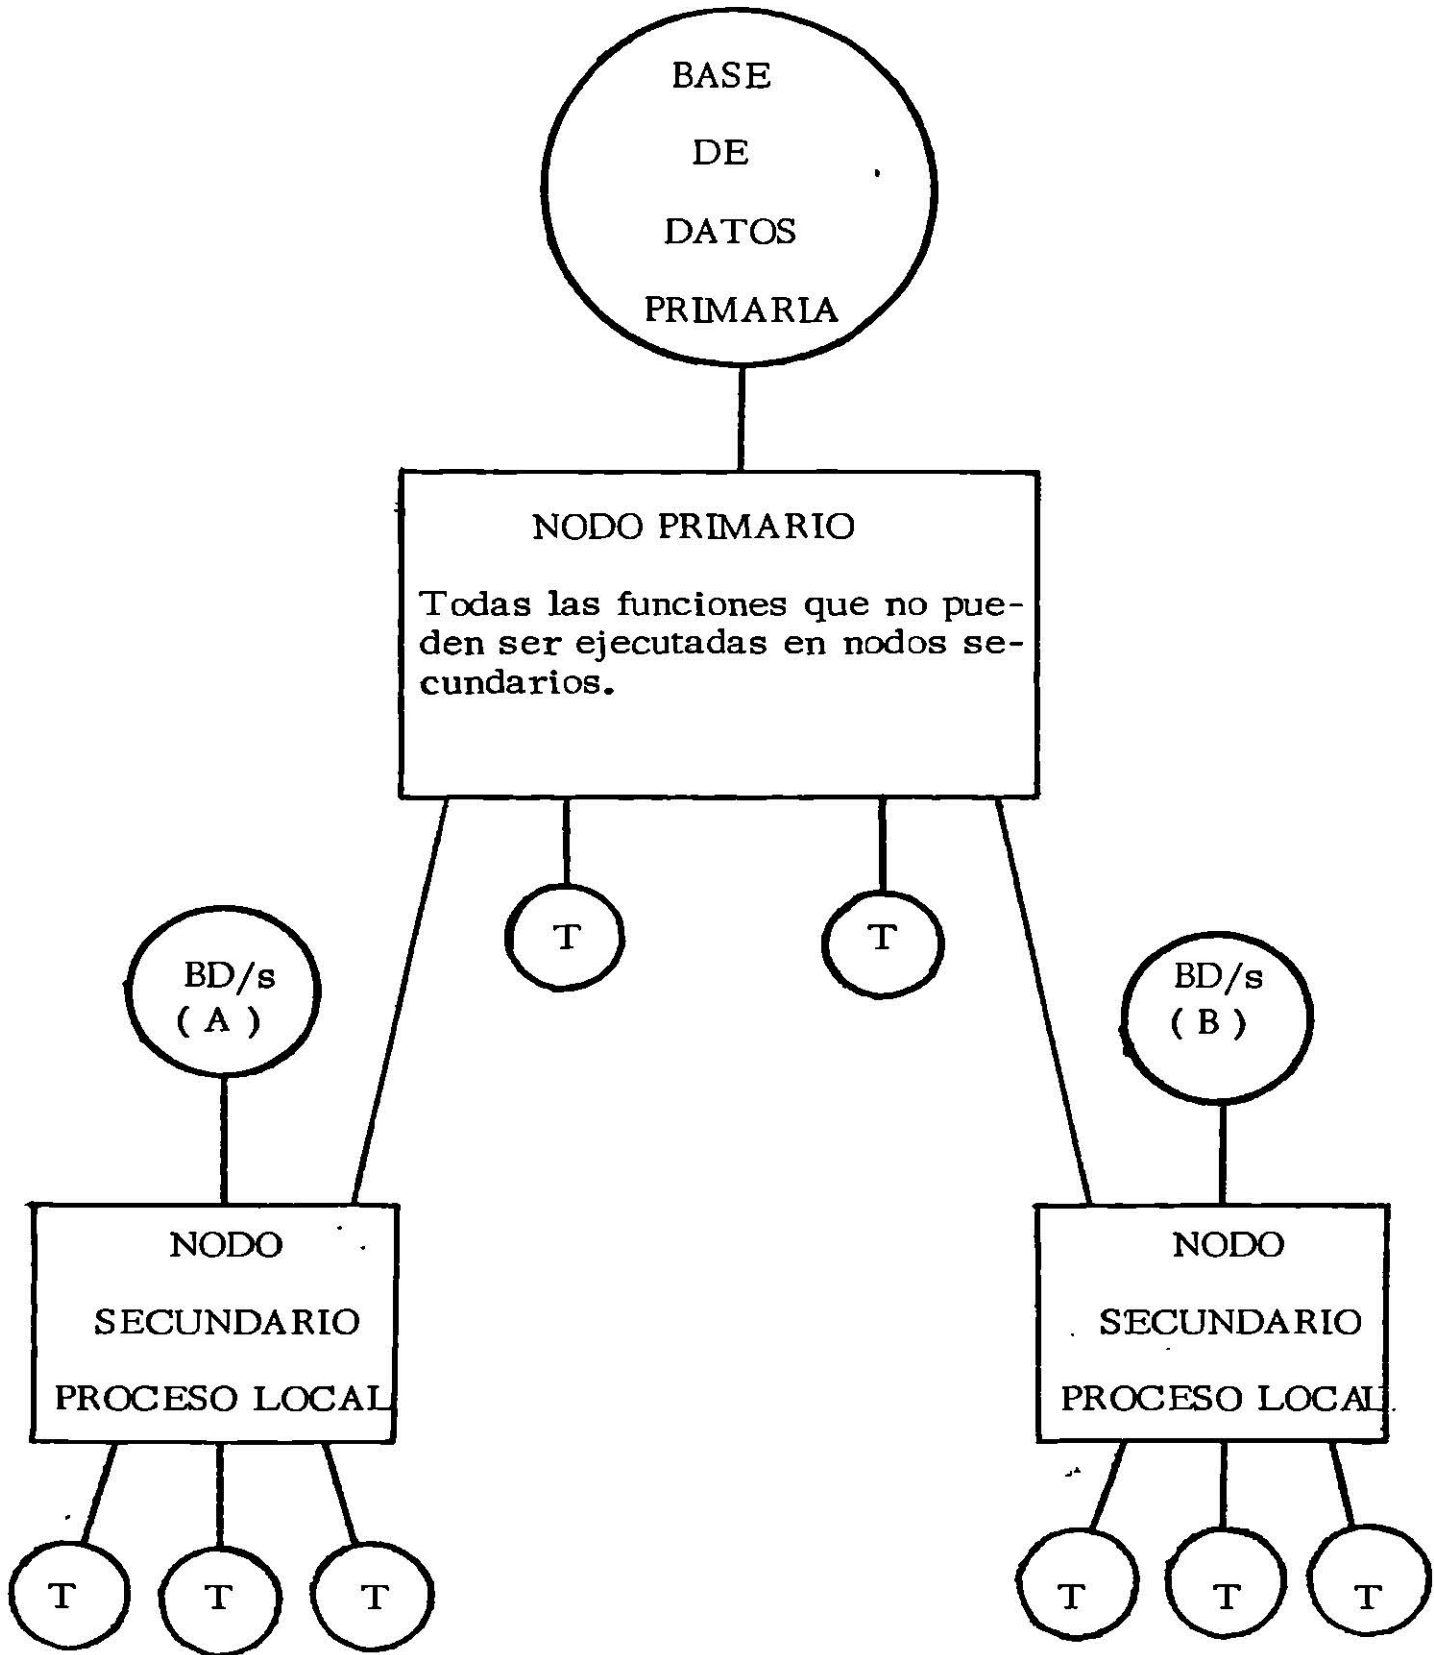 BASE
DE
DATOS
PRIMARIA
NODO PRIMARIO
Todas las funciones que no pue-
den ser ejecutadas en nodos se-
cundarios.
T
T
BD/s
( A )
BD/s
( B )
NODO
SECUNDARIO
PROCESO LOCAL
NODO
SECUNDARIO
PROCESO LOCAL
T
T
T
T
T
T